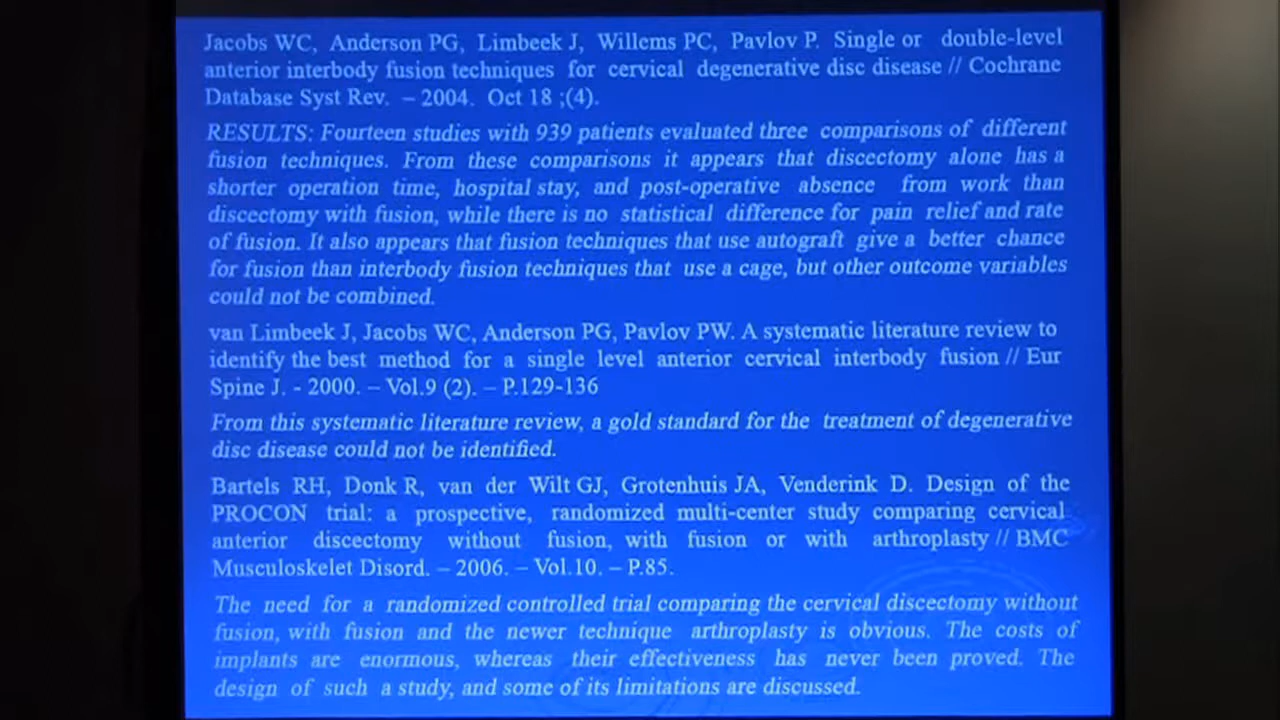 Jacobs WC, Anderson PG, Limbeek J, Willems PC, Pavlov P. Single or double-level
anterior interbody fusion techniques for cervical degenerative disc disease // Cochrane
Database Syst Rev. – 2004. Oct 18 ;(4).
RESULTS: Fourteen studies with 939 patients evaluated three comparisons of different
fusion techniques. From these comparisons it appears that discectomy alone has a
shorter operation time, hospital stay, and post-operative absence from work than
discectomy with fusion, while there is no statistical difference for pain relief and rate
of fusion. It also appears that fusion techniques that use autograft give a better chance
for fusion than interbody fusion techniques that use a cage, but other outcome variables
could not be combined.
van Limbeek J, Jacobs WC, Anderson PG, Pavlov PW. A systematic literature review to
identify the best method for a single level anterior cervical interbody fusion // Eur
Spine J. - 2000. – Vol.9 (2). – P.129-136
From this systematic literature review, a gold standard for the treatment of degenerative
disc disease could not be identified.
Bartels RH, Donk R, van der Wilt GJ, Grotenhuis JA, Venderink D. Design of the
PROCON trial: a prospective, randomized multi-center study comparing cervical
anterior discectomy without fusion, with fusion or with arthroplasty // BMC
Musculoskelet Disord. – 2006. – Vol.10. – P.85.
The need for a randomized controlled trial comparing the cervical discectomy without
fusion, with fusion and the newer technique arthroplasty is obvious. The costs of
implants are enormous, whereas their effectiveness has never been proved. The
design of such a study, and some of its limitations are discussed.